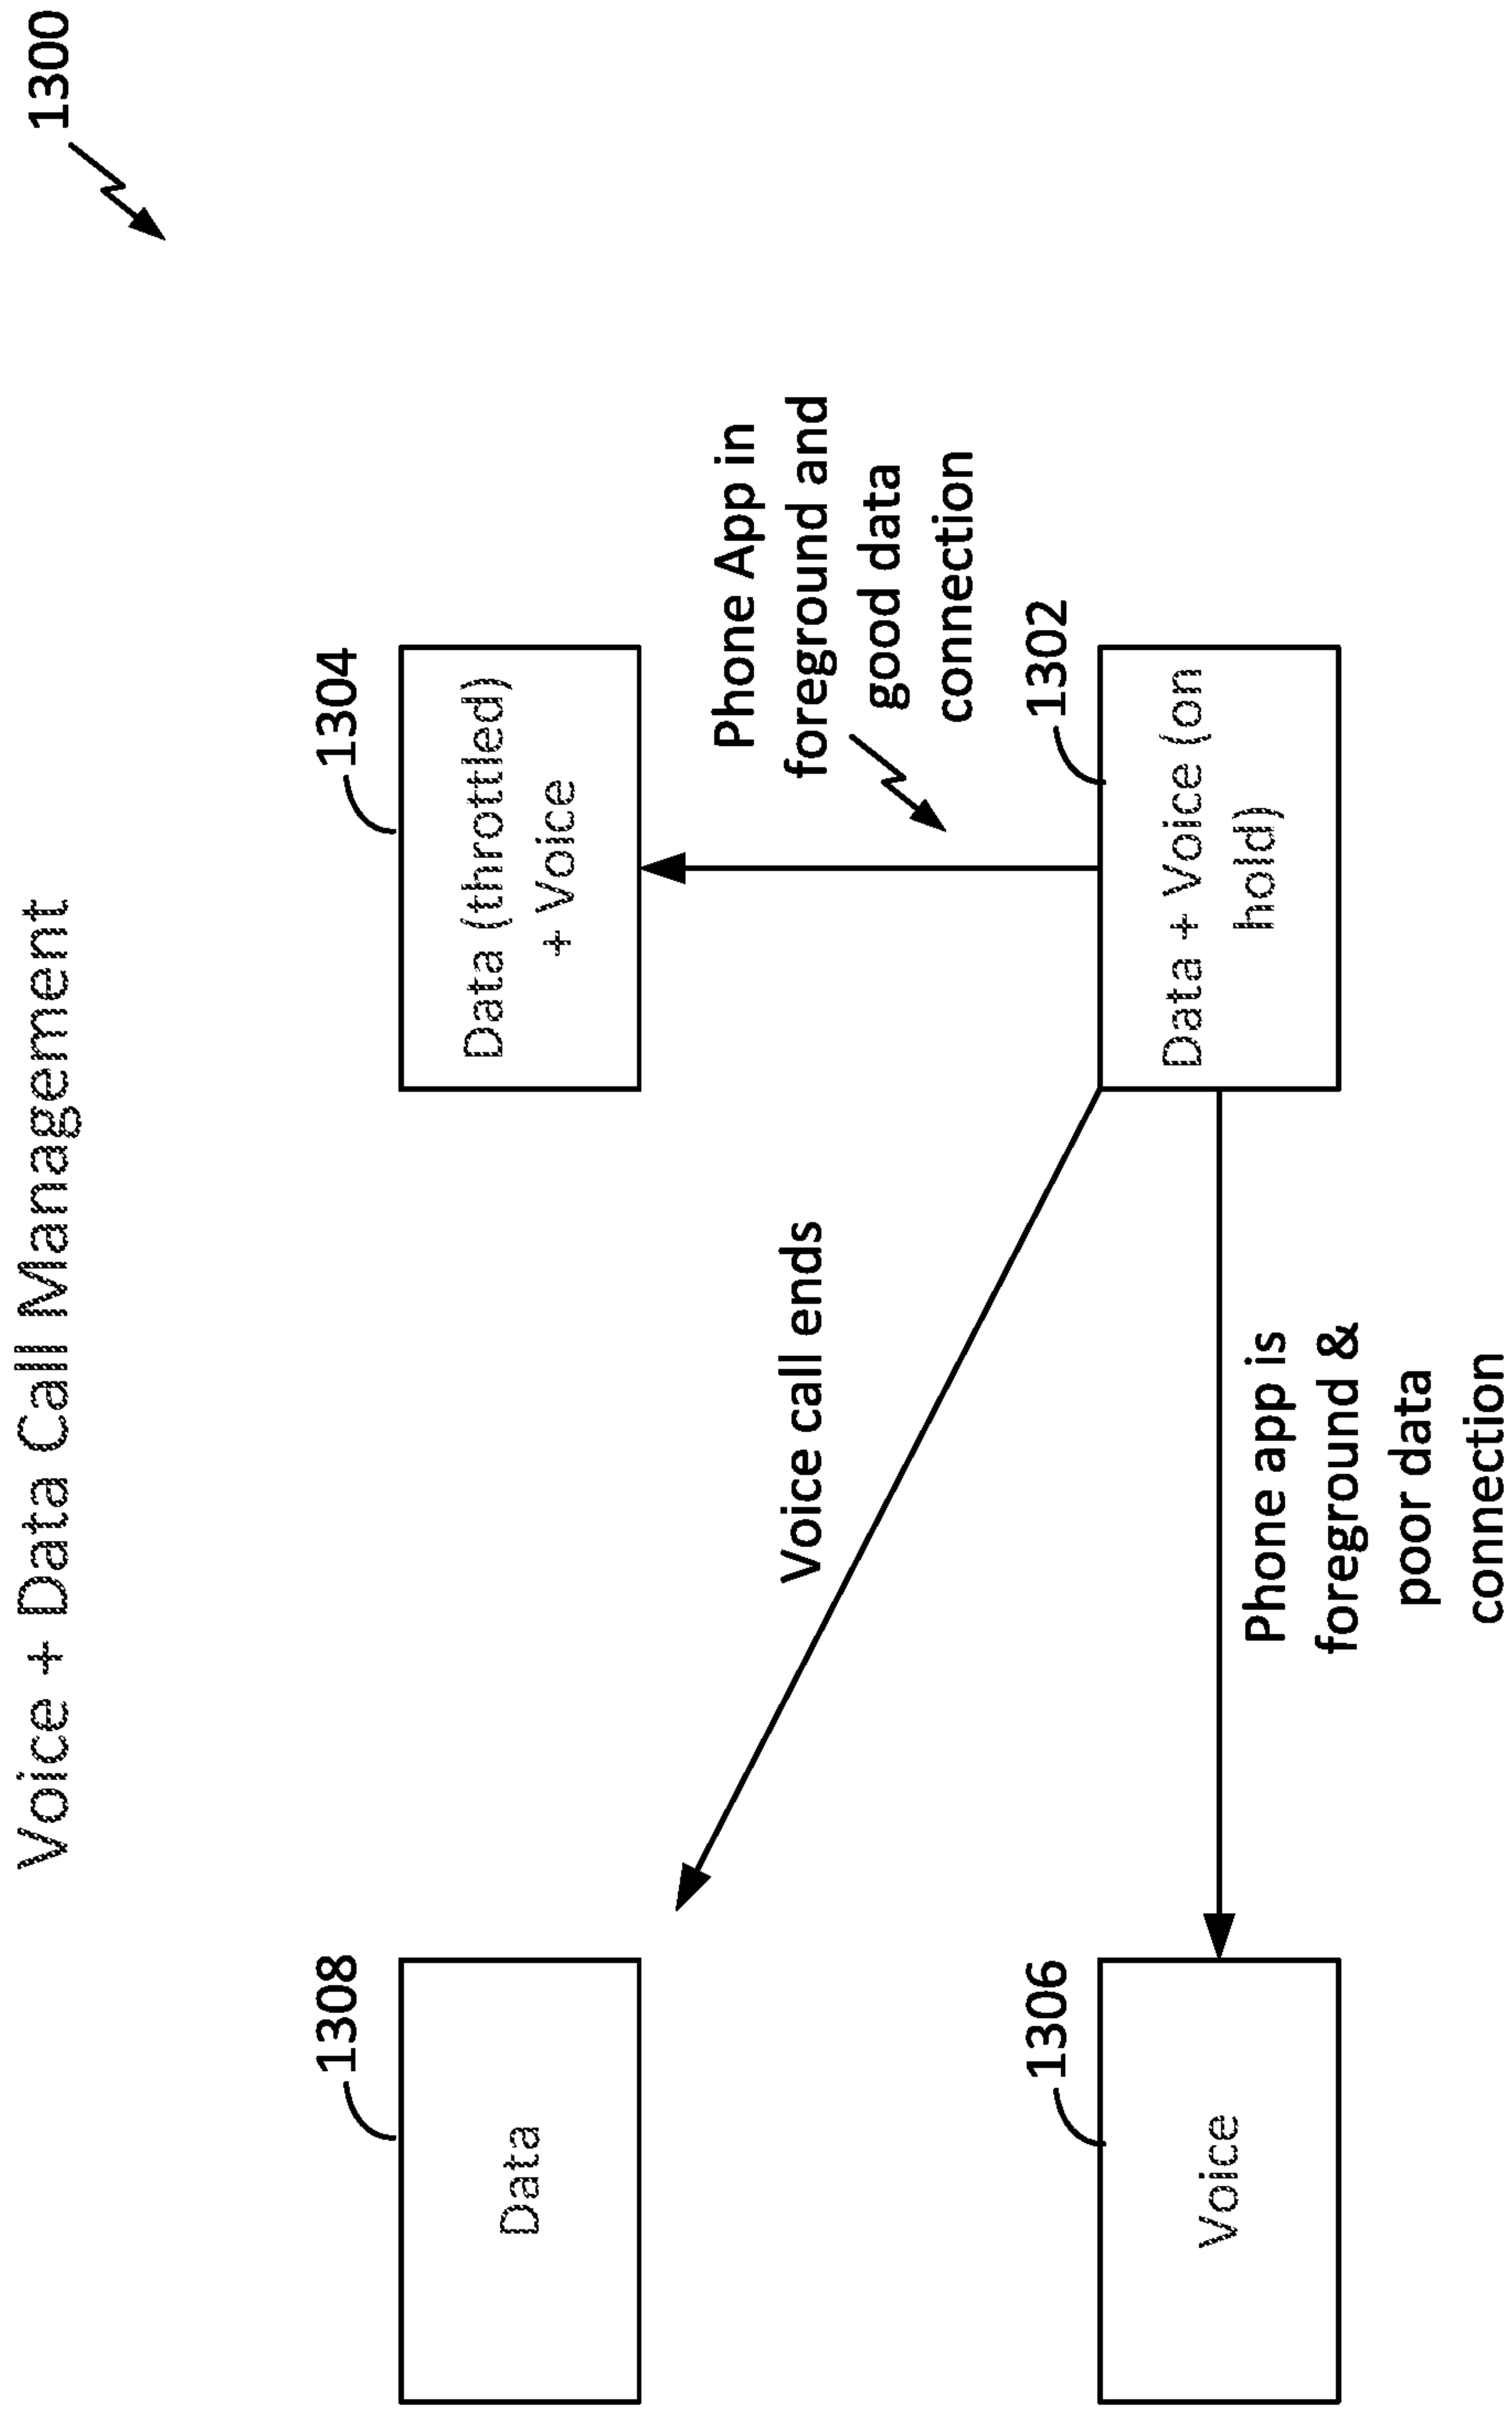 Voice + Data Call Management
1300
1308
Data
1304
Data (throttled)
+ Voice
Voice call ends
Phone App in
foreground and
good data
connection
1306
Voice
Phone app is
foreground &
poor data
connection
1302
Data + Voice (on
hold)